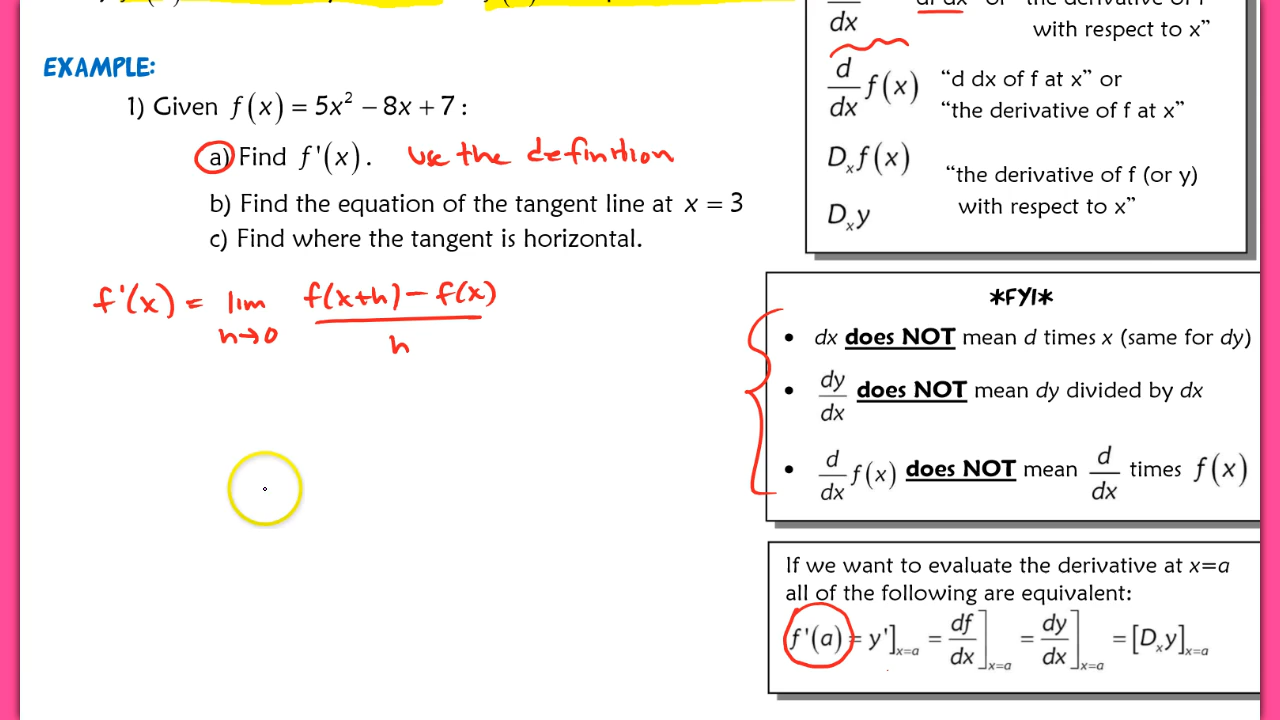 dx
with respect to x”
EXAMPLE:
1) Given f(x) = 5x² − 8x + 7 :
a) Find f'(x). use the definition
b) Find the equation of the tangent line at x = 3
c) Find where the tangent is horizontal.
f'(x) = lim h→0 f(x+h) − f(x) / h
d/dx f(x) “d dx of f at x” or
“the derivative of f at x”
Dₓf(x) “the derivative of f (or y)
Dₓy with respect to x”
*FYI*
• dx does NOT mean d times x (same for dy)
• dy/dx does NOT mean dy divided by dx
• d/dx f(x) does NOT mean d/dx times f(x)
If we want to evaluate the derivative at x=a
all of the following are equivalent:
f'(a) = y']ₓ₌ₐ = df/dx]ₓ₌ₐ = dy/dx]ₓ₌ₐ = [Dₓy]ₓ₌ₐ